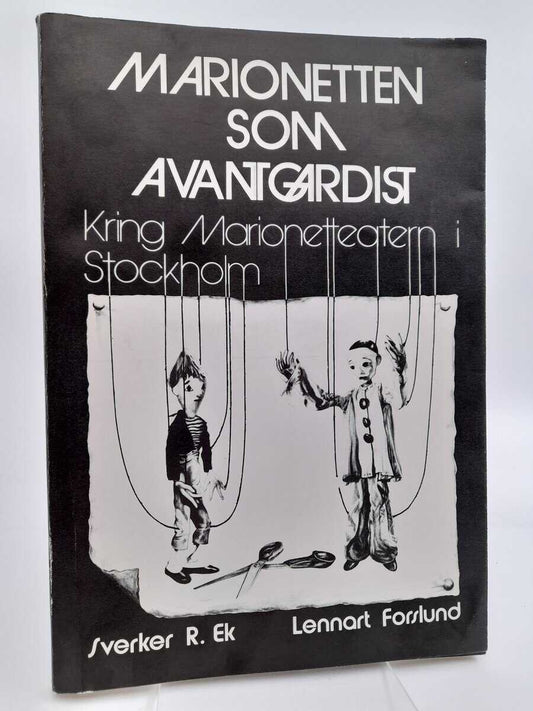 MARIONETTEN
SOM
AVANTGARDIST
Kring Marionetteatern i
Stockholm
Sverker R. Ek Lennart Forslund